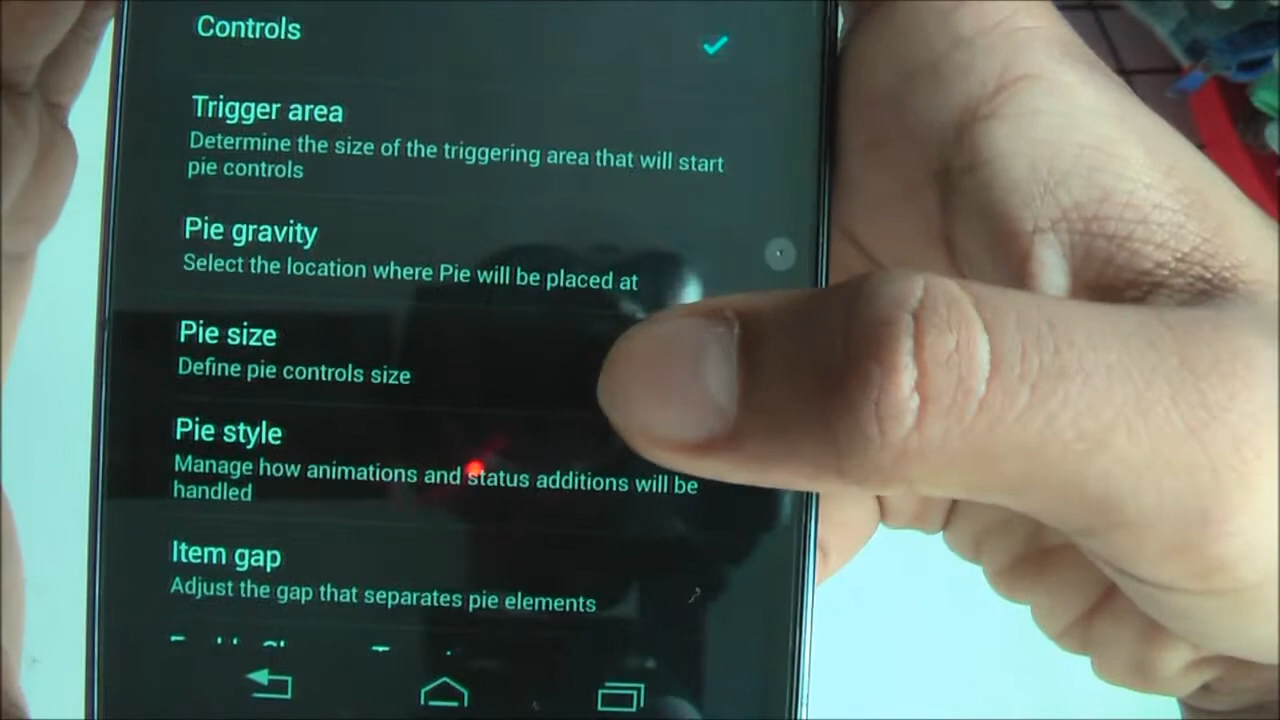 Controls
Trigger area
Determine the size of the triggering area that will start
pie controls
Pie gravity
Select the location where Pie will be placed at
Pie size
Define pie controls size
Pie style
Manage how animations and status additions will be
handled
Item gap
Adjust the gap that separates pie elements